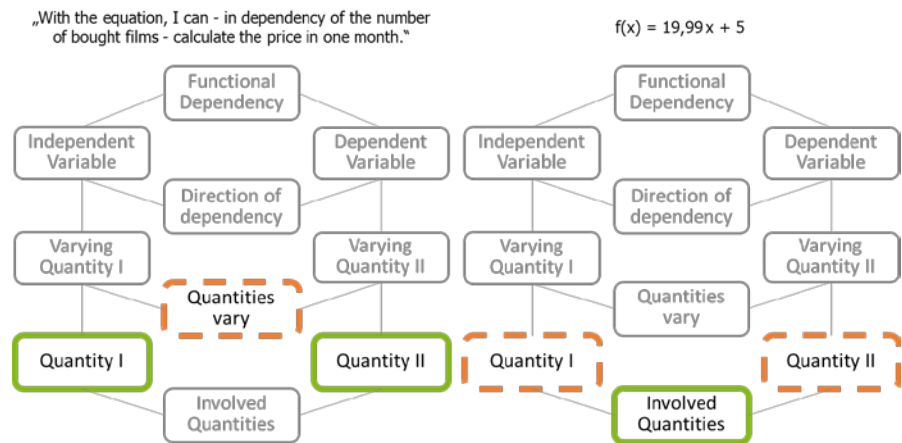 „With the equation, I can - in dependency of the number
of bought films - calculate the price in one month.“
Functional
Dependency
Independent
Variable
Dependent
Variable
Direction of
dependency
Varying
Quantity I
Varying
Quantity II
Quantities
vary
Quantity I
Quantity II
Involved
Quantities
f(x) = 19,99x + 5
Functional
Dependency
Independent
Variable
Dependent
Variable
Direction of
dependency
Varying
Quantity I
Varying
Quantity II
Quantities
vary
Quantity I
Quantity II
Involved
Quantities